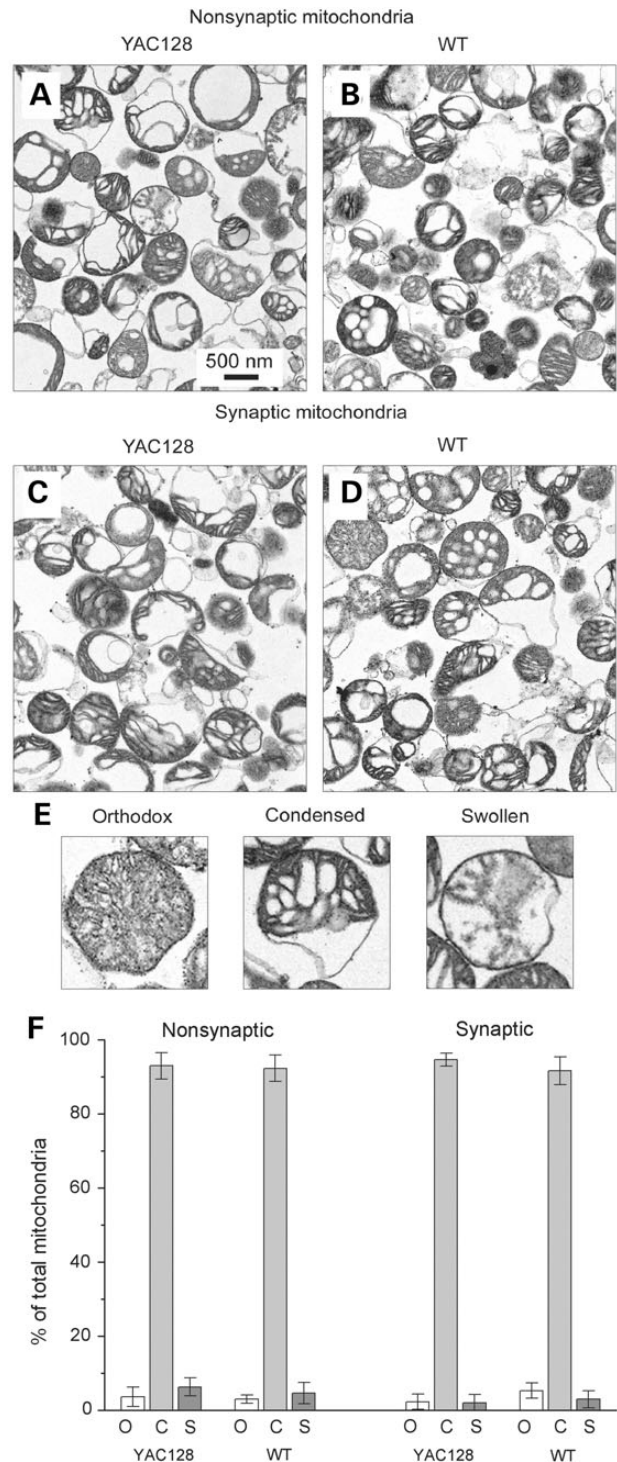 Nonsynaptic mitochondria
YAC128 WT
A B
500 nm
Synaptic mitochondria
YAC128 WT
C D
E
Orthodox Condensed Swollen
F
Nonsynaptic Synaptic
% of total mitochondria
100
80
60
40
20
0
O C S O C S O C S O C S
YAC128 WT YAC128 WT